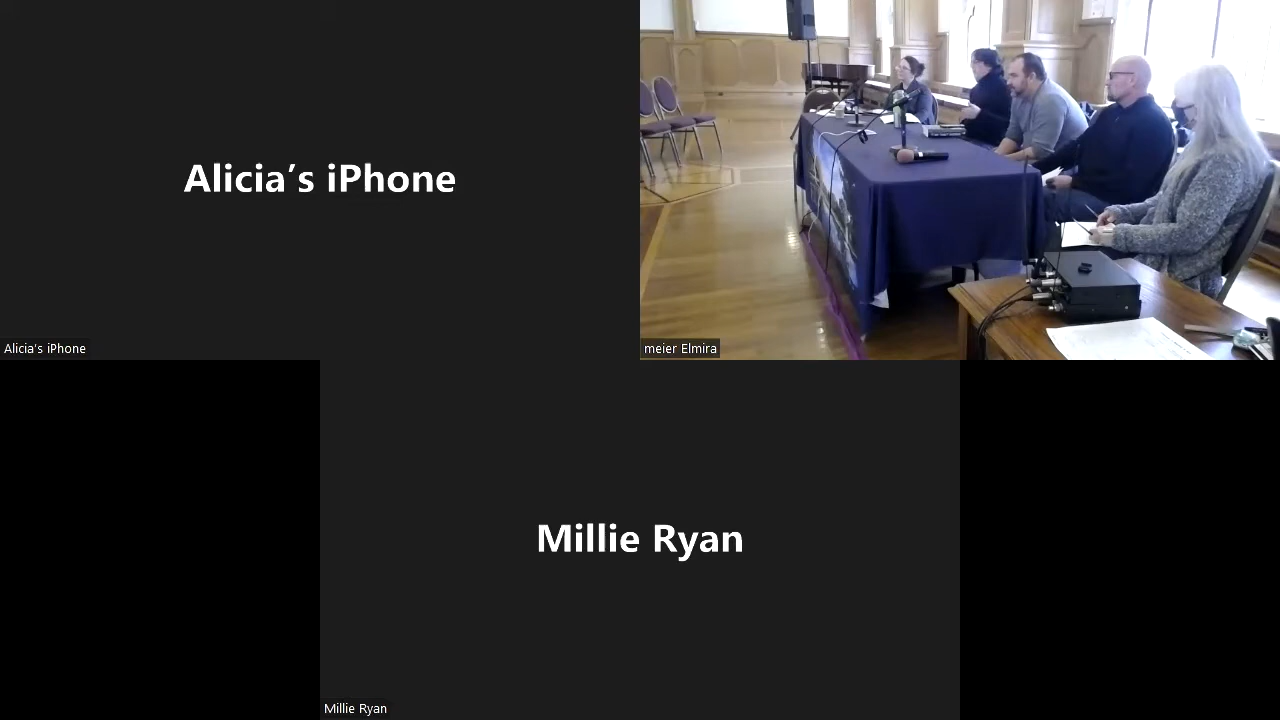 Alicia’s iPhone
Alicia's iPhone
meier Elmira
Millie Ryan
Millie Ryan